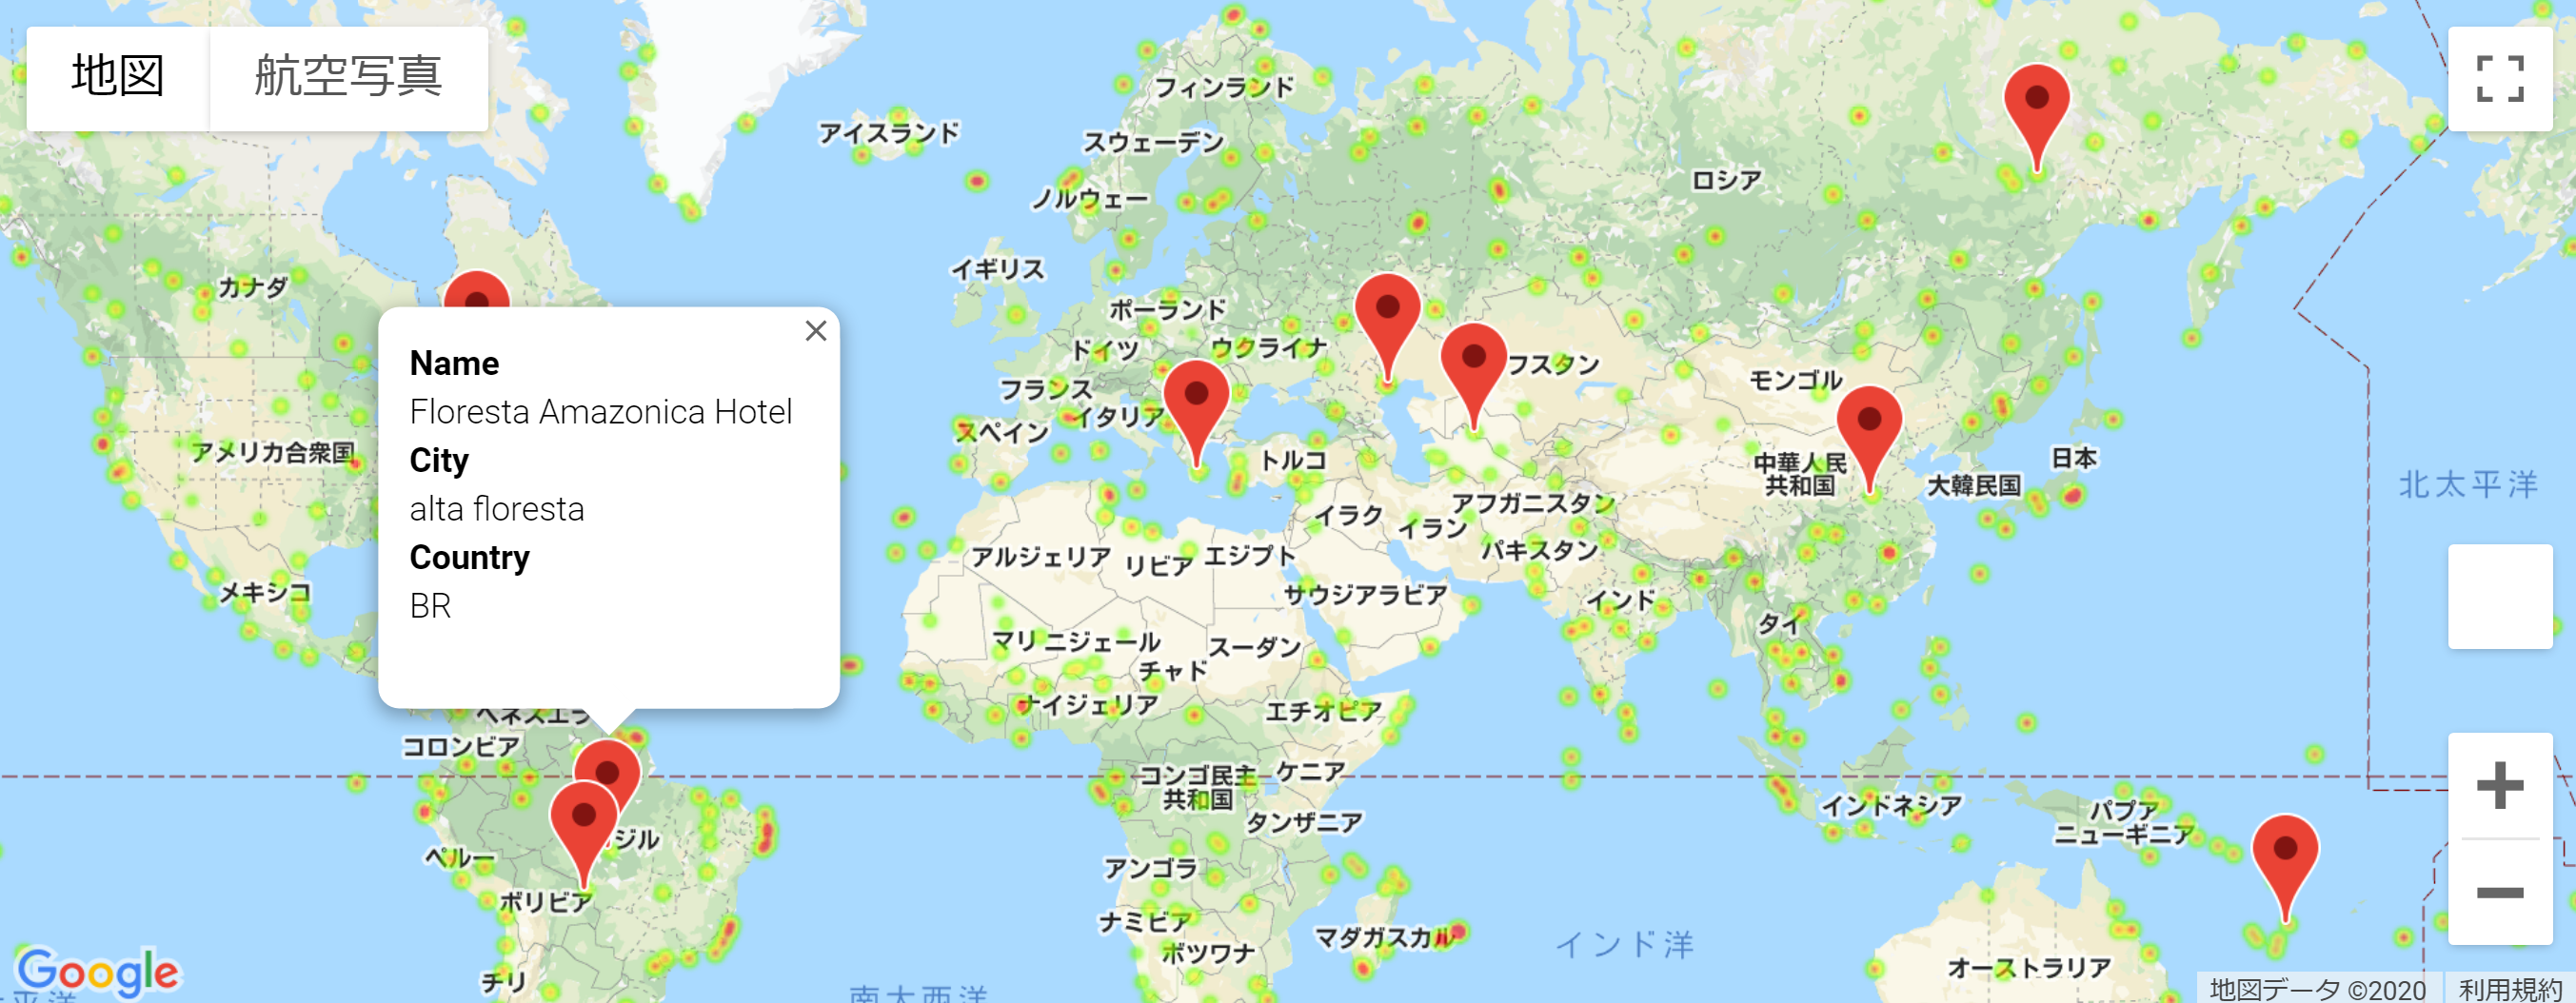 地図 航空写真
フィンランド
アイスランド
スウェーデン
ロシア
ノルウェー
イギリス
カナダ
ポーランド
ドイツ
ウクライナ
フスタン
モンゴル
フランス
イタリア
スペイン
アメリカ合衆国
トルコ
中華人民
共和国
大韓民国
日本
北太平洋
アフガニスタン
イラク
イラン
パキスタン
アルジェリア
リビア
エジプト
サウジアラビア
インド
メキシコ
タイ
マリ
ニジェール
スーダン
チャド
ナイジェリア
エチオピア
Name
Floresta Amazonica Hotel
City
alta floresta
Country
BR
ベネズエラ
コロンビア
コンゴ民主
共和国
ケニア
インドネシア
パプア
ニューギニア
タンザニア
ジル
ペルー
アンゴラ
ボリビア
ナミビア
マダガスカル
ボツワナ
インド洋
オーストラリア
チリ
南大西洋
太平洋
Google
地図データ ©2020 利用規約